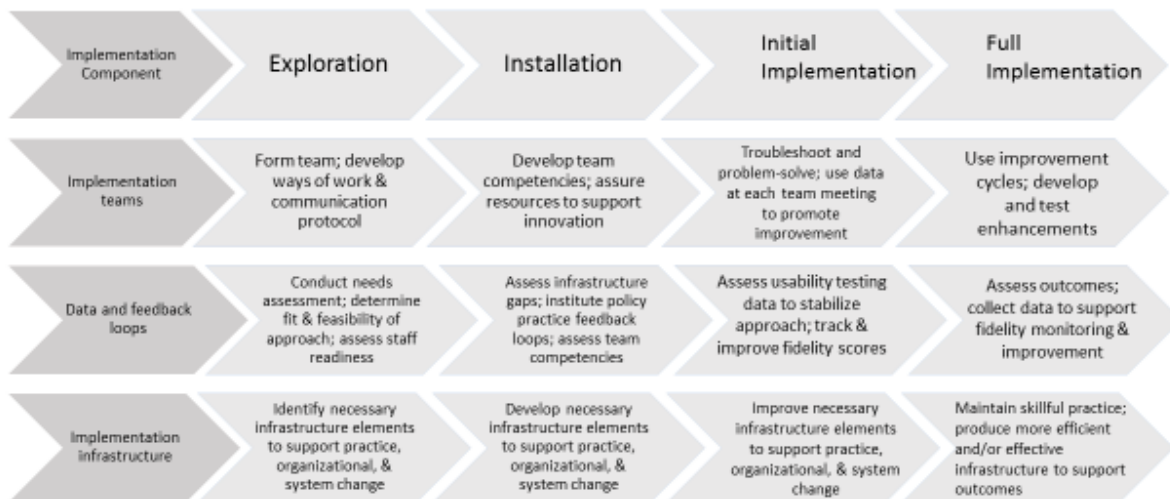 Implementation
Component
Exploration
Installation
Initial
Implementation
Full
Implementation
Implementation
teams
Form team; develop
ways of work &
communication
protocol
Develop team
competencies; assure
resources to support
innovation
Troubleshoot and
problem-solve; use data
at each team meeting
to promote
improvement
Use improvement
cycles; develop
and test
enhancements
Data and feedback
loops
Conduct needs
assessment; determine
fit & feasibility of
approach; assess staff
readiness
Assess infrastructure
gaps; institute policy
practice feedback
loops; assess team
competencies
Assess usability testing
data to stabilize
approach; track &
improve fidelity scores
Assess outcomes;
collect data to support
fidelity monitoring &
improvement
Implementation
infrastructure
Identify necessary
infrastructure elements
to support practice,
organizational, &
system change
Develop necessary
infrastructure elements
to support practice,
organizational, &
system change
Improve necessary
infrastructure elements
to support practice,
organizational, & system
change
Maintain skillful practice;
produce more efficient
and/or effective
infrastructure to support
outcomes